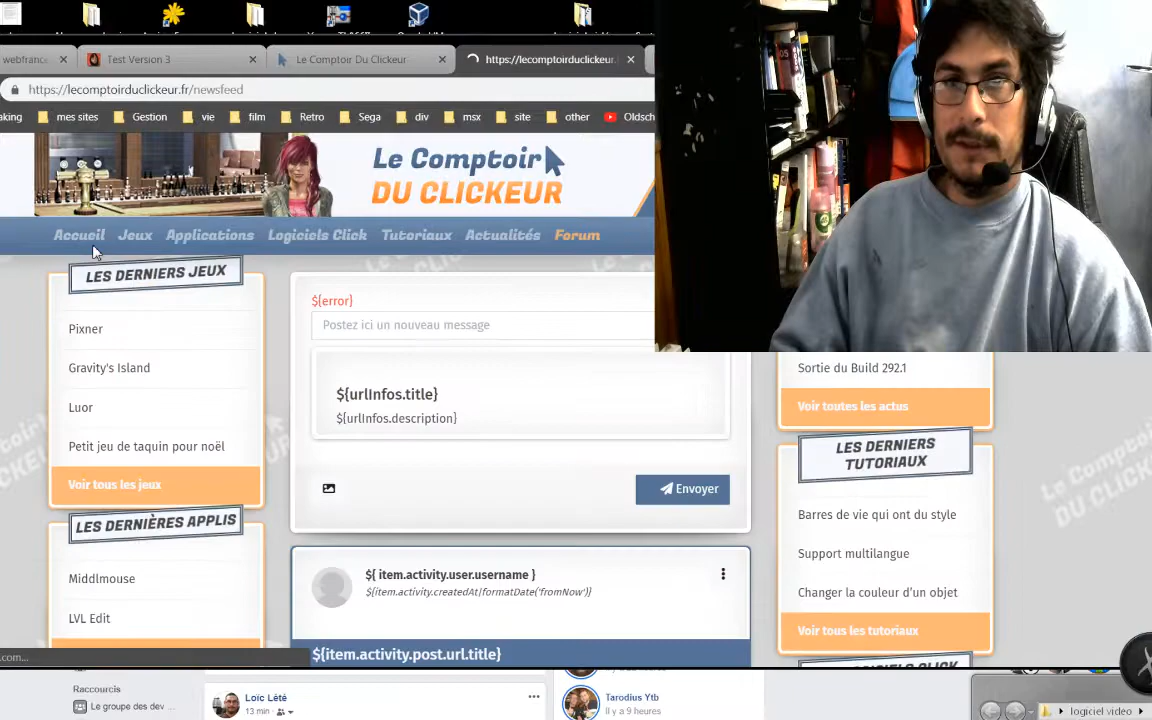 webfrance
Test Version 3
Le Comptoir Du Clickeur
https://lecomptoirduclickeur.
https://lecomptoirduclickeur.fr/newsfeed
aking
mes sites
Gestion
vie
film
Retro
Sega
div
msx
site
other
Oldsch
Le Comptoir
DU CLICKEUR
Accueil
Jeux
Applications
Logiciels Click
Tutoriaux
Actualités
Forum
LES DERNIERS JEUX
Pixner
Gravity's Island
Luor
Petit jeu de taquin pour noël
Voir tous les jeux
LES DERNIÈRES APPLIS
Middlmouse
LVL Edit
${error}
Postez ici un nouveau message
${urlInfos.title}
${urlInfos.description}
Envoyer
${ item.activity.user.username }
${item.activity.createdAt|formatDate('fromNow')}
${item.activity.post.url.title}
Sortie du Build 292.1
Voir toutes les actus
LES DERNIERS
TUTORIAUX
Barres de vie qui ont du style
Support multilangue
Changer la couleur d'un objet
Voir tous les tutoriaux
.com...
Raccourcis
Le groupe des dev ...
Loïc Lété
13 min
Tarodius Ytb
Il y a 9 heures
logiciel video